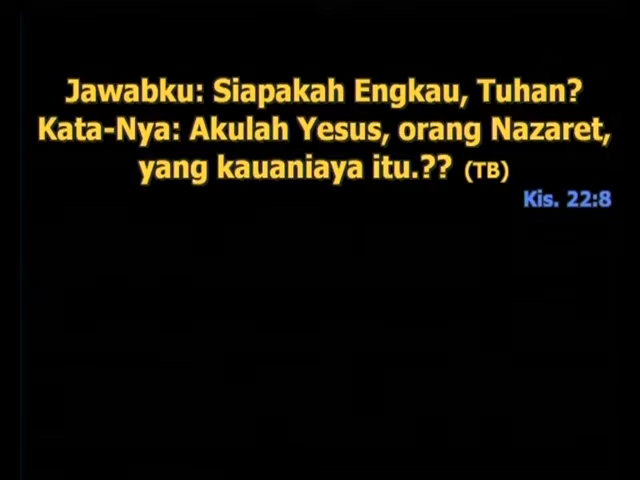 Jawabku: Siapakah Engkau, Tuhan?
Kata-Nya: Akulah Yesus, orang Nazaret,
yang kauaniaya itu.?? (TB)
Kis. 22:8